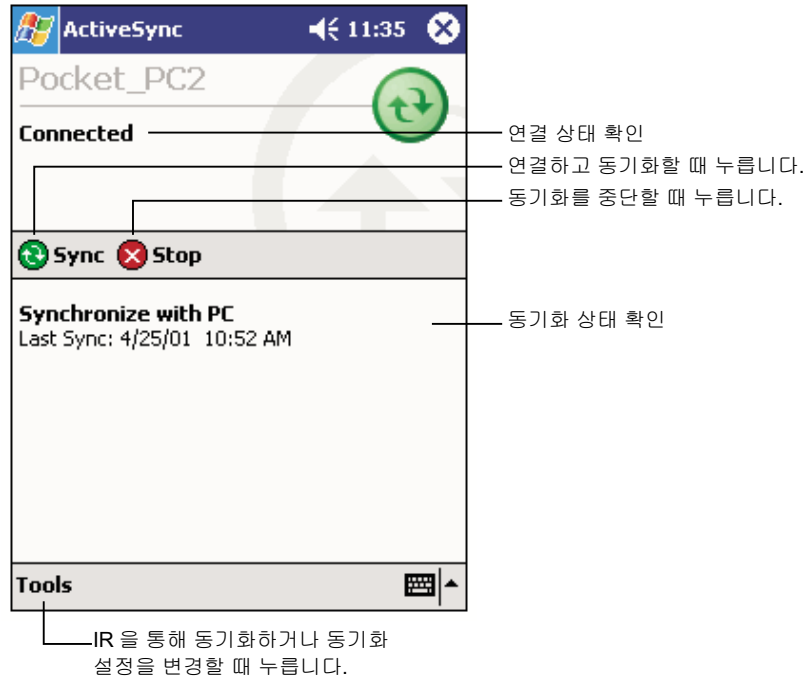 ActiveSync 11:35
Pocket_PC2
Connected
연결 상태 확인
연결하고 동기화할 때 누릅니다.
동기화를 중단할 때 누릅니다.
Sync Stop
Synchronize with PC
Last Sync: 4/25/01 10:52 AM
동기화 상태 확인
Tools
IR 을 통해 동기화하거나 동기화
설정을 변경할 때 누릅니다.